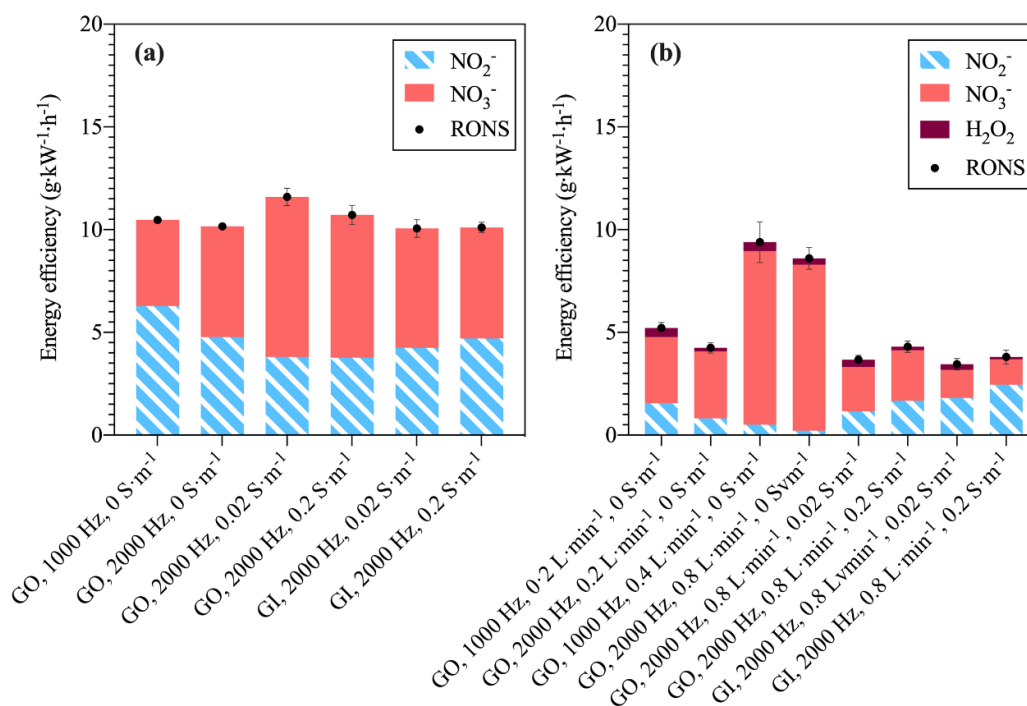 (a)
NO₂⁻
NO₃⁻
RONS
Energy efficiency (g·kW⁻¹·h⁻¹)
20
15
10
5
0
GO, 1000 Hz, 0 S·m⁻¹
GO, 2000 Hz, 0 S·m⁻¹
GO, 2000 Hz, 0.02 S·m⁻¹
GO, 2000 Hz, 0.2 S·m⁻¹
GI, 2000 Hz, 0.02 S·m⁻¹
GI, 2000 Hz, 0.2 S·m⁻¹
(b)
NO₂⁻
NO₃⁻
H₂O₂
RONS
Energy efficiency (g·kW⁻¹·h⁻¹)
20
15
10
5
0
GO, 1000 Hz, 0·2 L·min⁻¹, 0 S·m⁻¹
GO, 2000 Hz, 0.2 L·min⁻¹, 0 S·m⁻¹
GO, 1000 Hz, 0.4 L·min⁻¹, 0 S·m⁻¹
GO, 2000 Hz, 0.8 L·min⁻¹, 0 Svm⁻¹
GO, 2000 Hz, 0.8 L·min⁻¹, 0.02 S·m⁻¹
GO, 2000 Hz, 0.8 L·min⁻¹, 0.2 S·m⁻¹
GI, 2000 Hz, 0.8 Lvmin⁻¹, 0.02 S·m⁻¹
GI, 2000 Hz, 0.8 L·min⁻¹, 0.2 S·m⁻¹